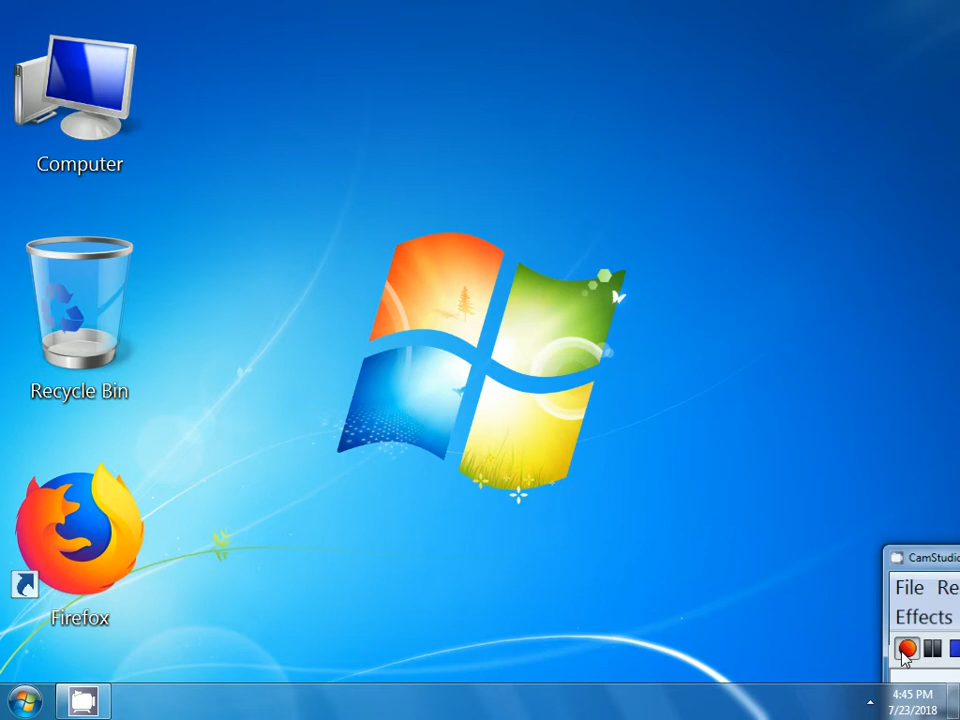 Computer
Recycle Bin
Firefox
CamStudio
File Re
Effects
4:45 PM
7/23/2018